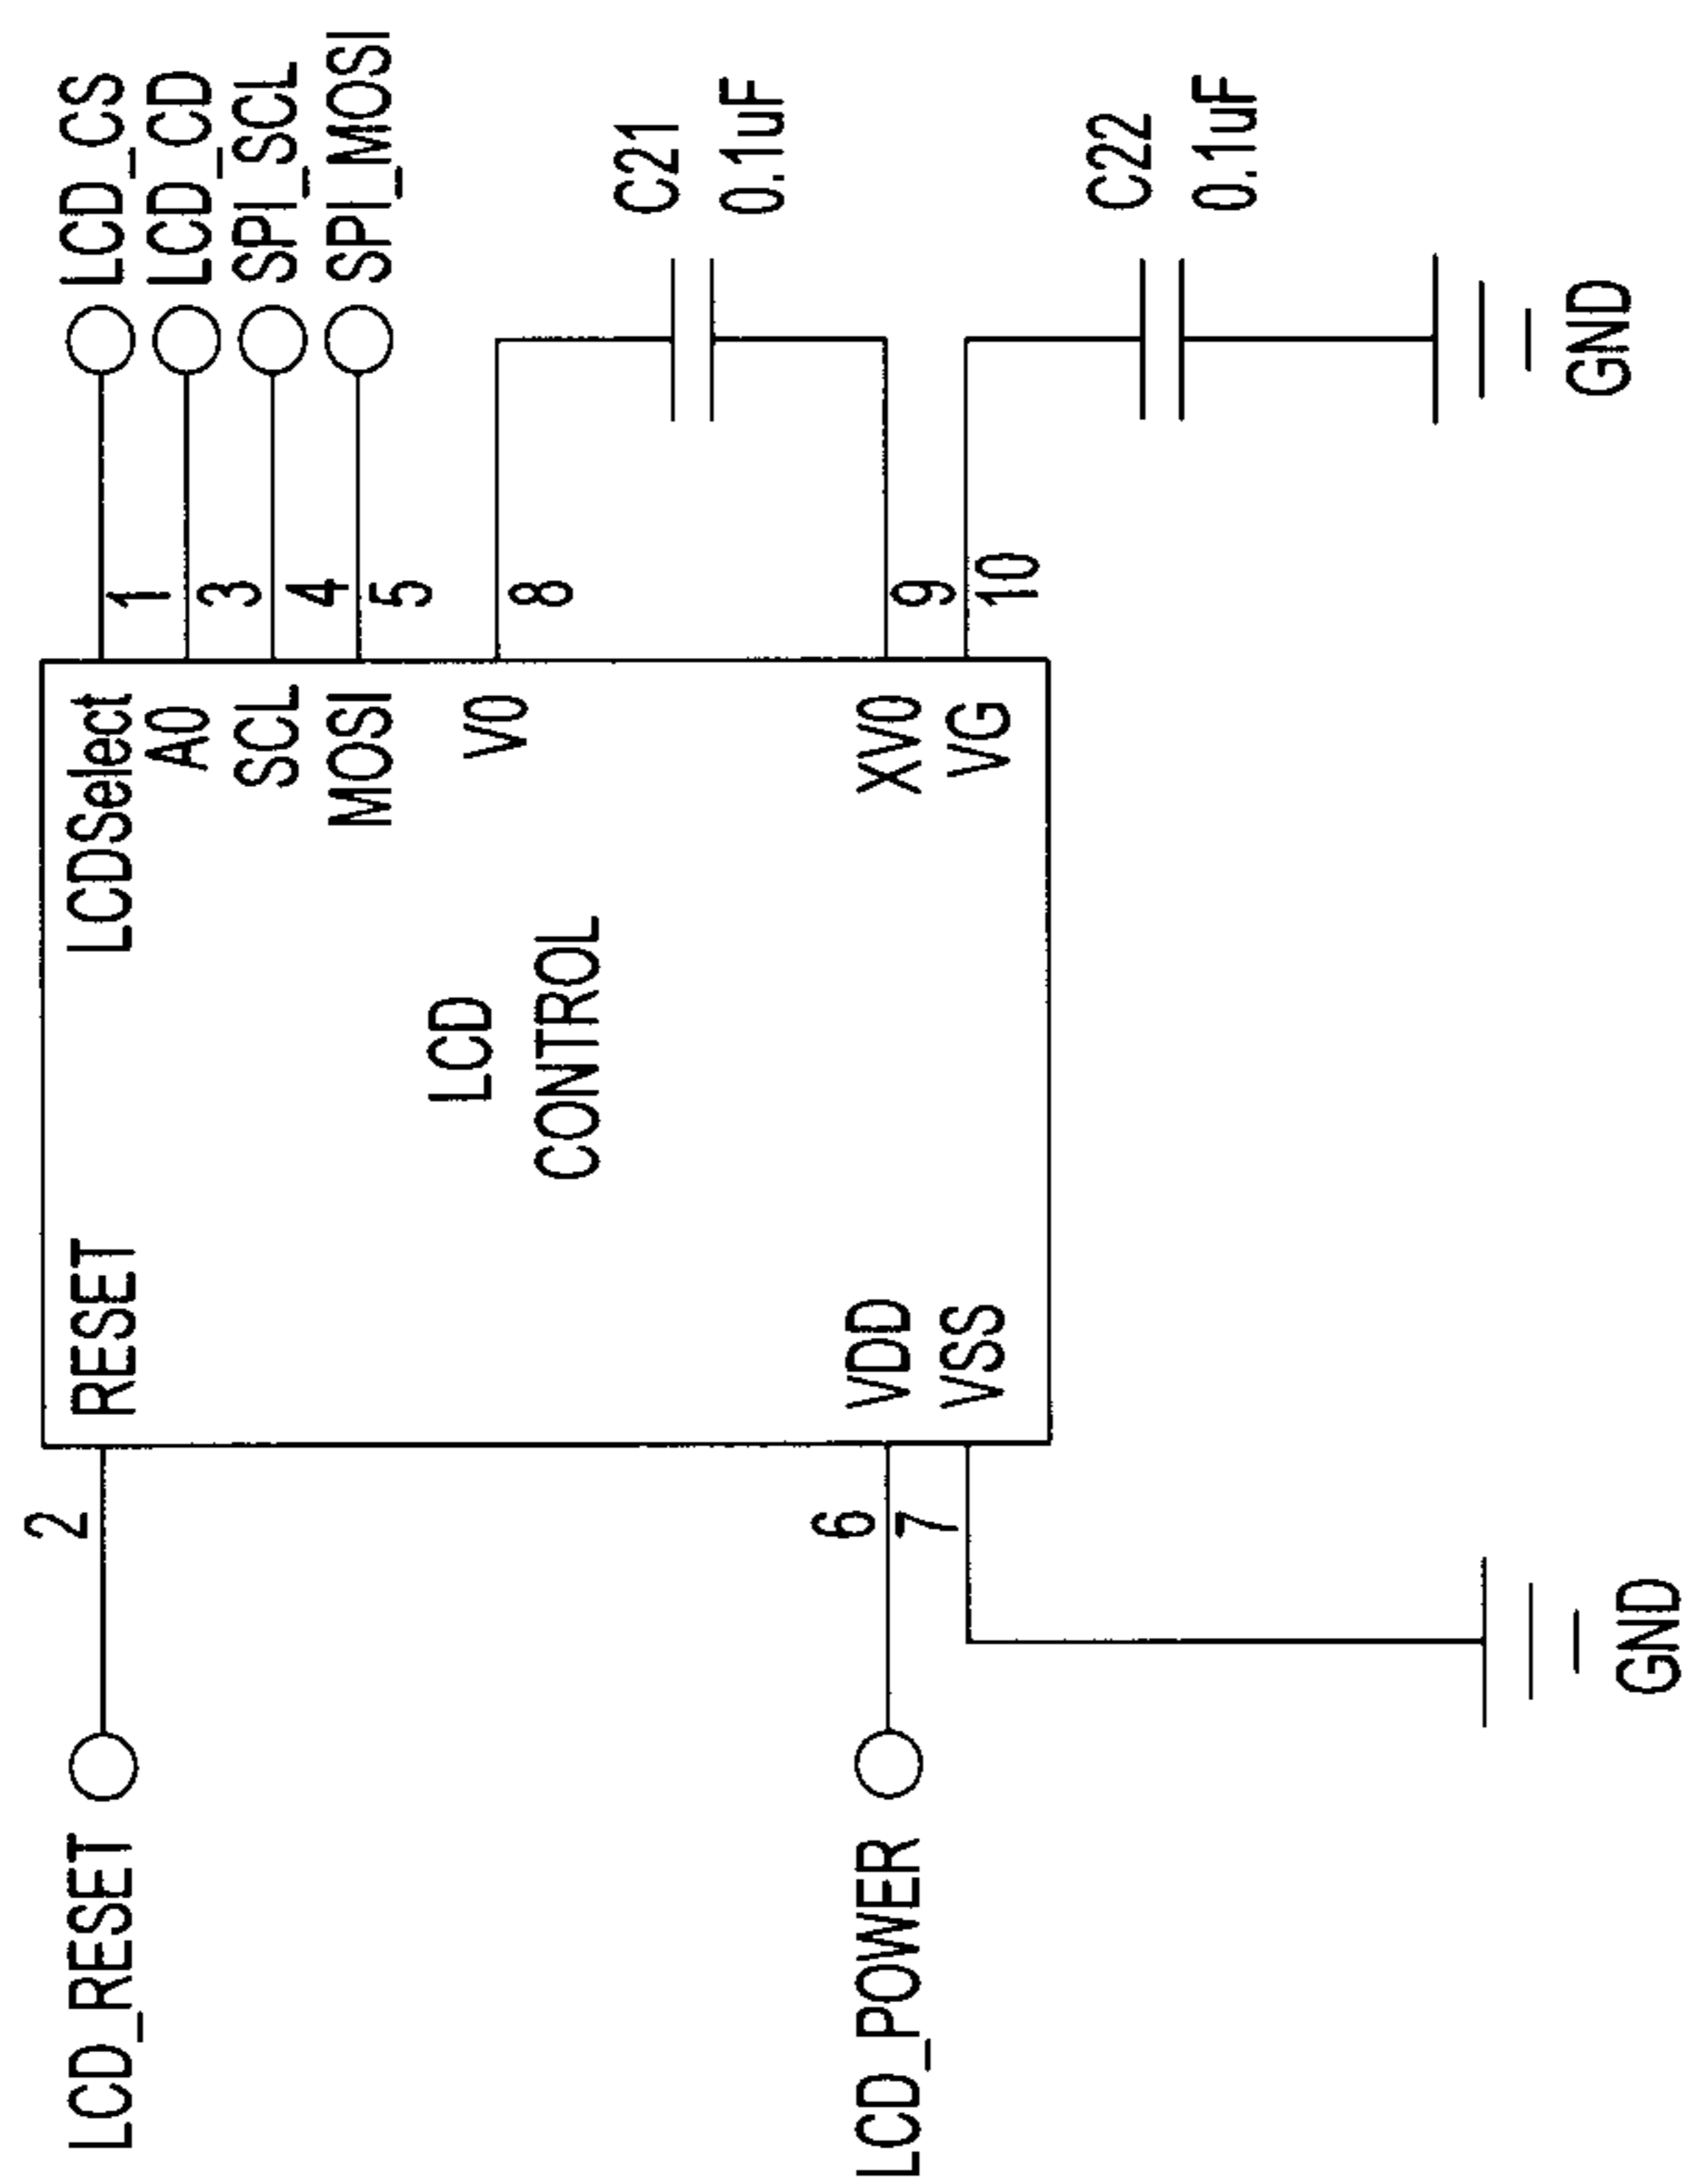 LCD_RESET
2
RESET
LCDSelect
1
LCD_CS
A0
3
LCD_CD
SCL
4
SPI_SCL
MOSI
5
SPI_MOSI
LCD
CONTROL
V0
8
C21
0.1uF
LCD_POWER
6
VDD
XV0
9
7
VSS
VG
10
C22
0.1uF
GND
GND